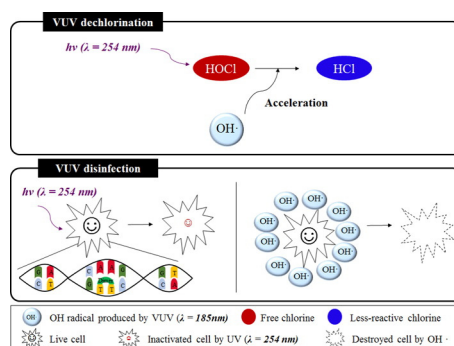 VUV dechlorination
hv (λ = 254 nm)
HOCl
HCl
Acceleration
OH·
VUV disinfection
hv (λ = 254 nm)
OH·
OH·
OH·
OH·
OH·
OH·
OH·
OH·
OH·
OH·
OH radical produced by VUV (λ = 185nm)
Free chlorine
Less-reactive chlorine
Live cell
Inactivated cell by UV (λ = 254 nm)
Destroyed cell by OH ·